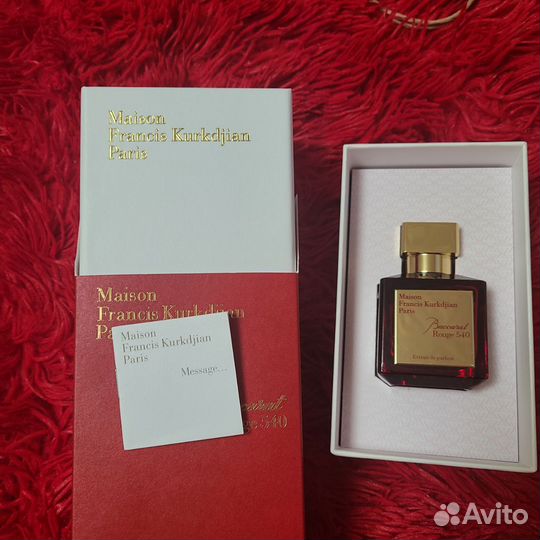 Maison
Francis Kurkdjian
Paris
Maison
Francis Kurkdjian
Maison
Francis Kurkdjian
Paris
Message...
540
Maison
Francis Kurkdjian
Paris
Baccarat
Rouge 540
Extrait de parfum
Avito